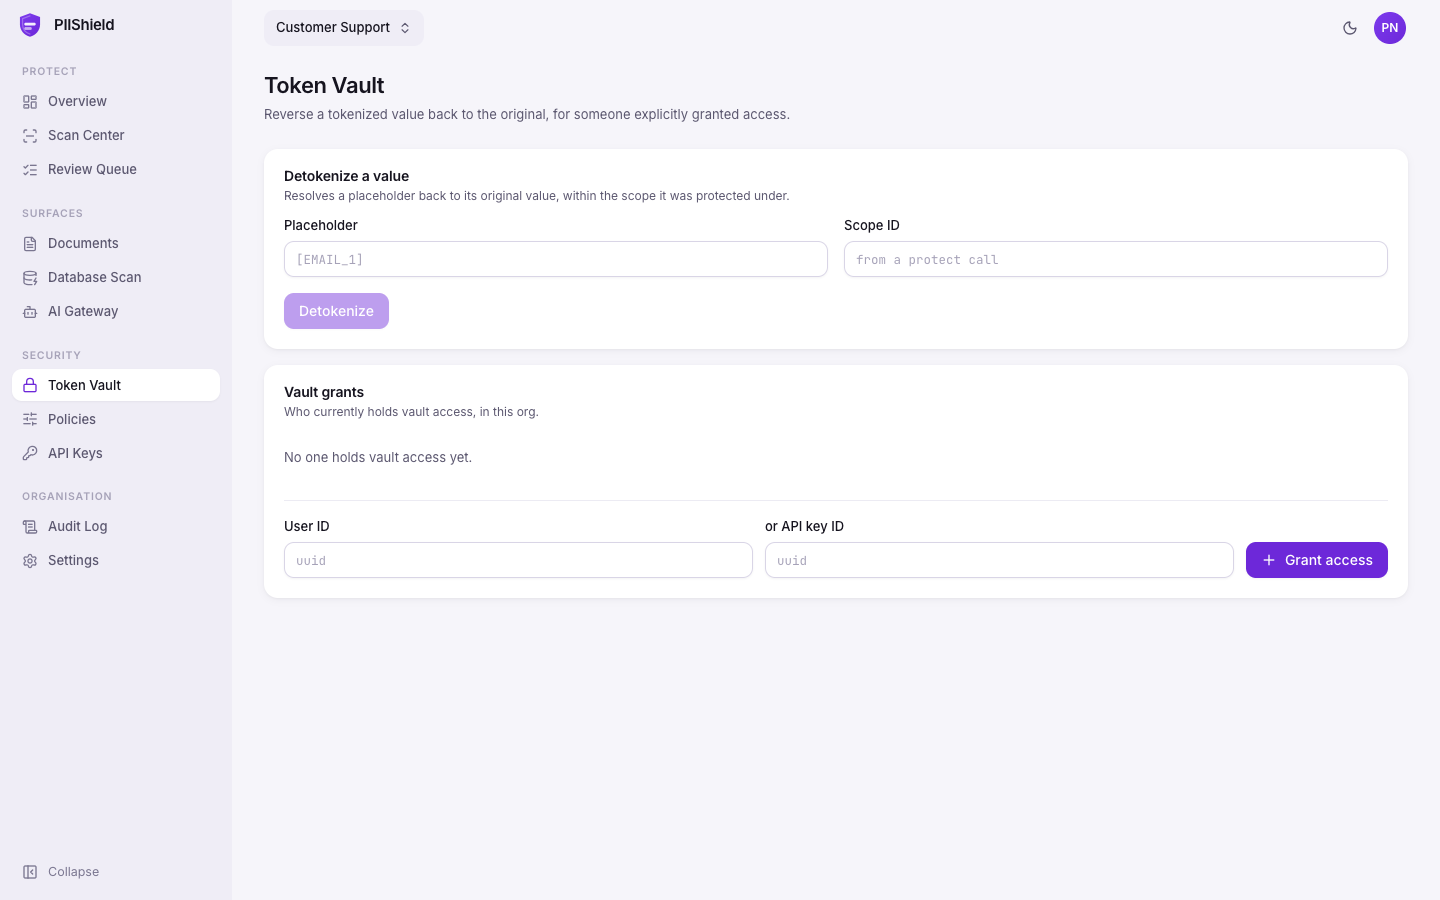 PIIShield
Customer Support
PN
PROTECT
Overview
Scan Center
Review Queue
SURFACES
Documents
Database Scan
AI Gateway
SECURITY
Token Vault
Policies
API Keys
ORGANISATION
Audit Log
Settings
Collapse
Token Vault
Reverse a tokenized value back to the original, for someone explicitly granted access.
Detokenize a value
Resolves a placeholder back to its original value, within the scope it was protected under.
Placeholder
Scope ID
[EMAIL_1]
from a protect call
Detokenize
Vault grants
Who currently holds vault access, in this org.
No one holds vault access yet.
User ID
or API key ID
uuid
uuid
Grant access